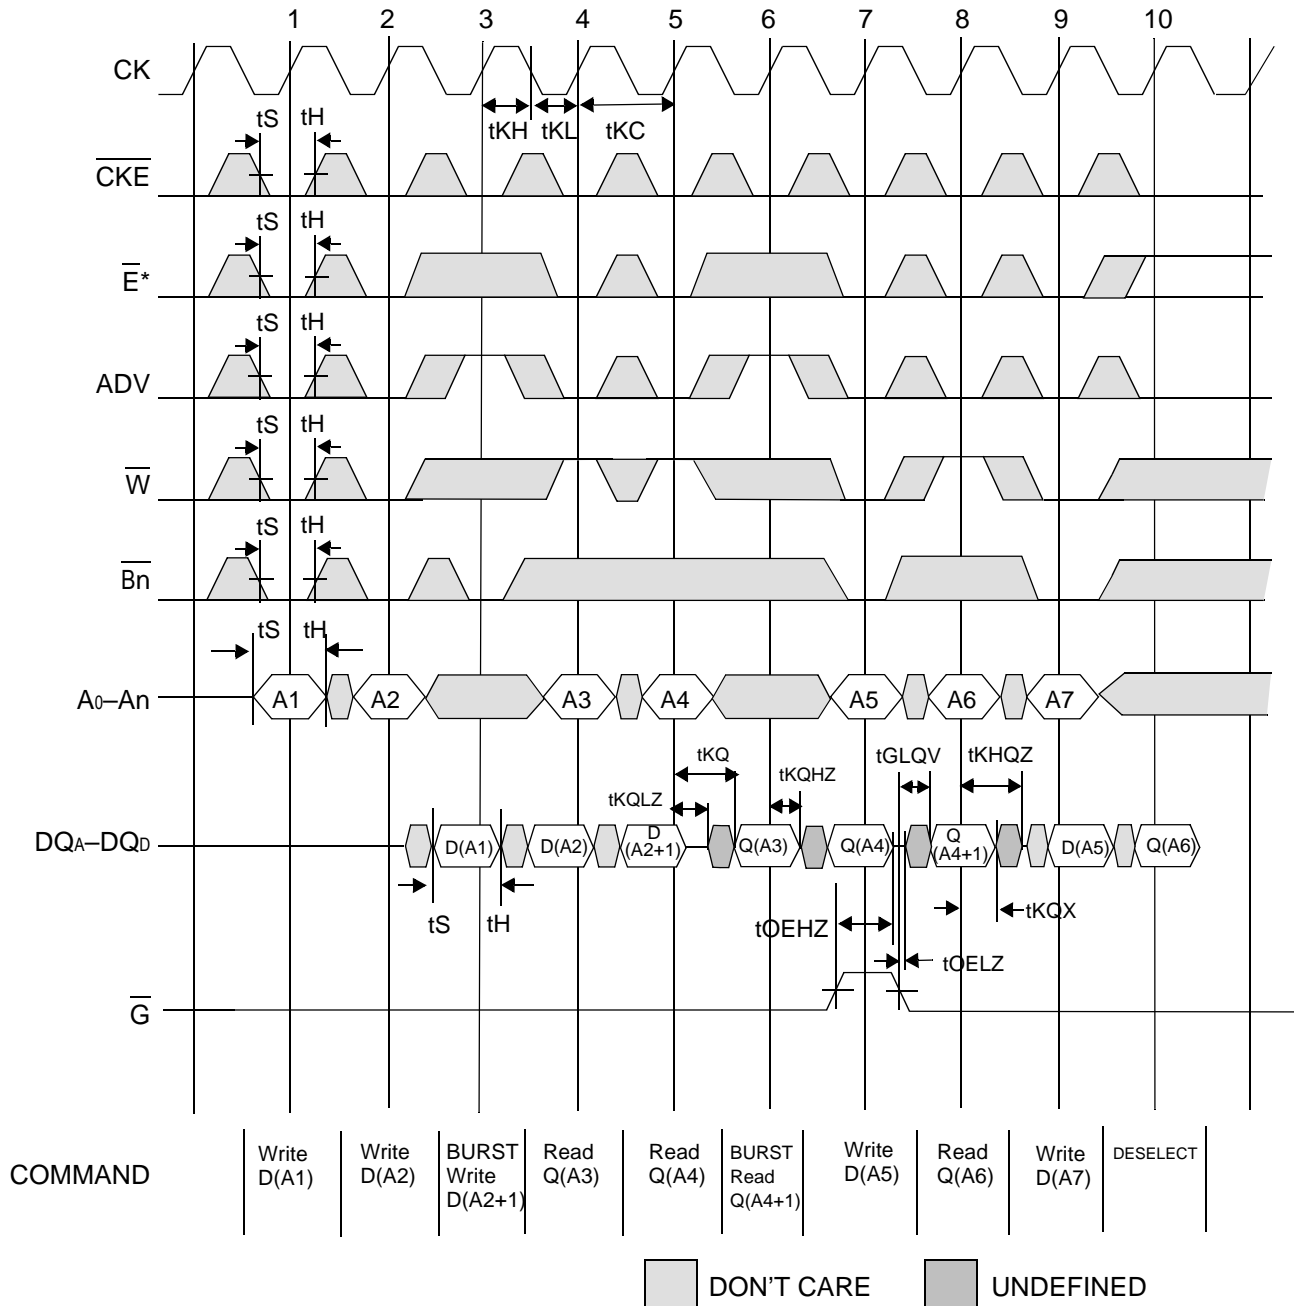 1 2 3 4 5 6 7 8 9 10
CK
tKH tKL tKC
tS tH
CKE
tS tH
E*
tS tH
ADV
tS tH
W
tS tH
Bn
tS tH
A0–An A1 A2 A3 A4 A5 A6 A7
tKQ tGLQV tKHQZ
tKQLZ tKQHZ
DQA–DQD D(A1) D(A2) D (A2+1) Q(A3) Q(A4) Q (A4+1) D(A5) Q(A6)
tS tH tOEHZ tKQX
tOELZ
G
COMMAND
Write
D(A1)
Write
D(A2)
BURST
Write
D(A2+1)
Read
Q(A3)
Read
Q(A4)
BURST
Read
Q(A4+1)
Write
D(A5)
Read
Q(A6)
Write
D(A7)
DESELECT
DON'T CARE UNDEFINED